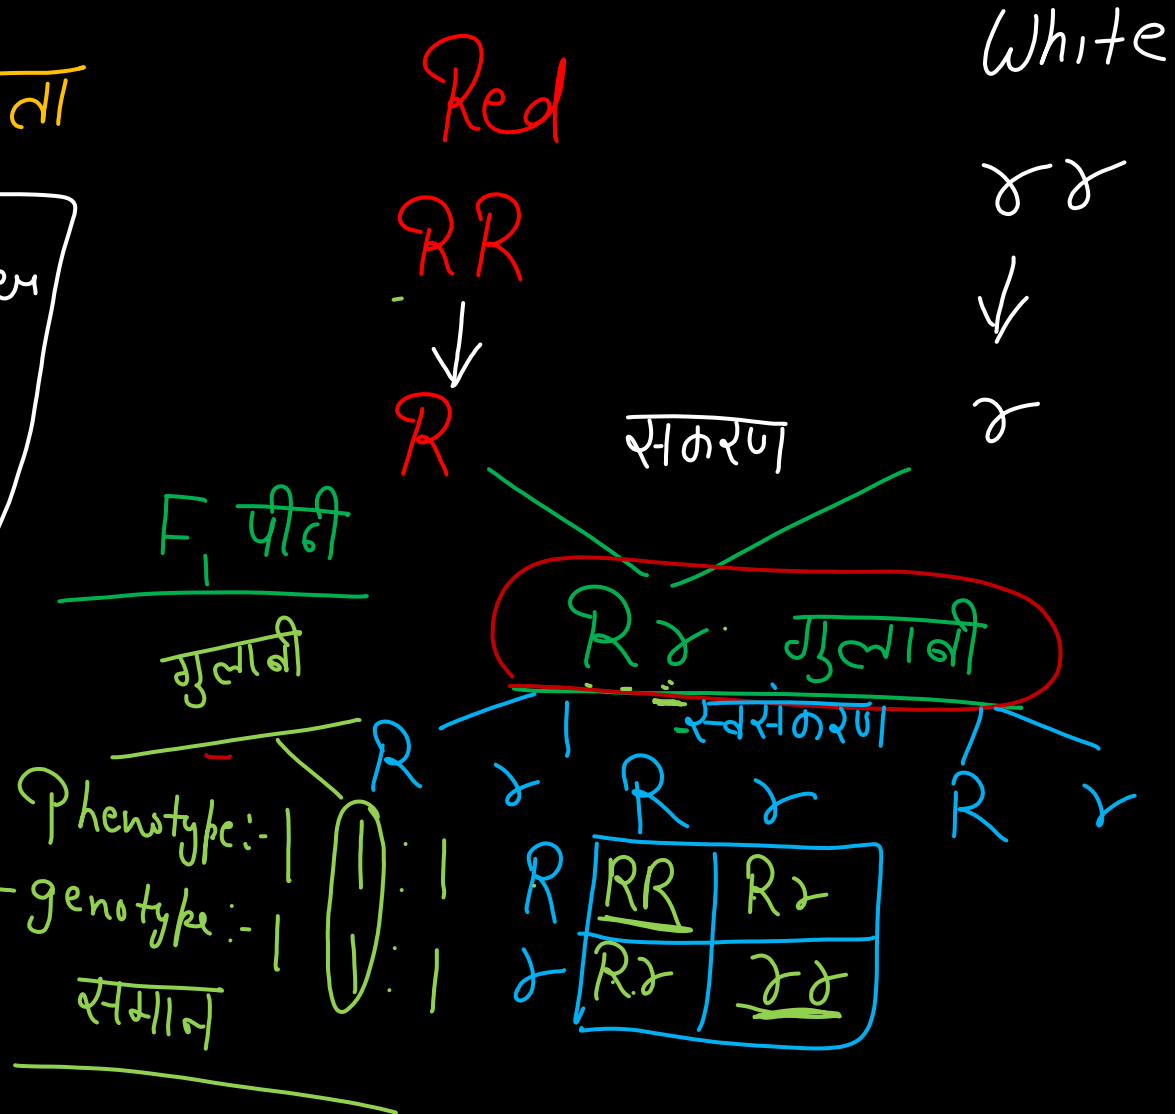 ता
Red White
RR rr
R r
संकरण
F1 पीढी
Rr गुलाबी
गुलाबी
स्वसंकरण
R r R r R r
Phenotype:- 1 1 : 1
R RR Rr
genotype:- 1 1 : 1
r Rr rr
समान